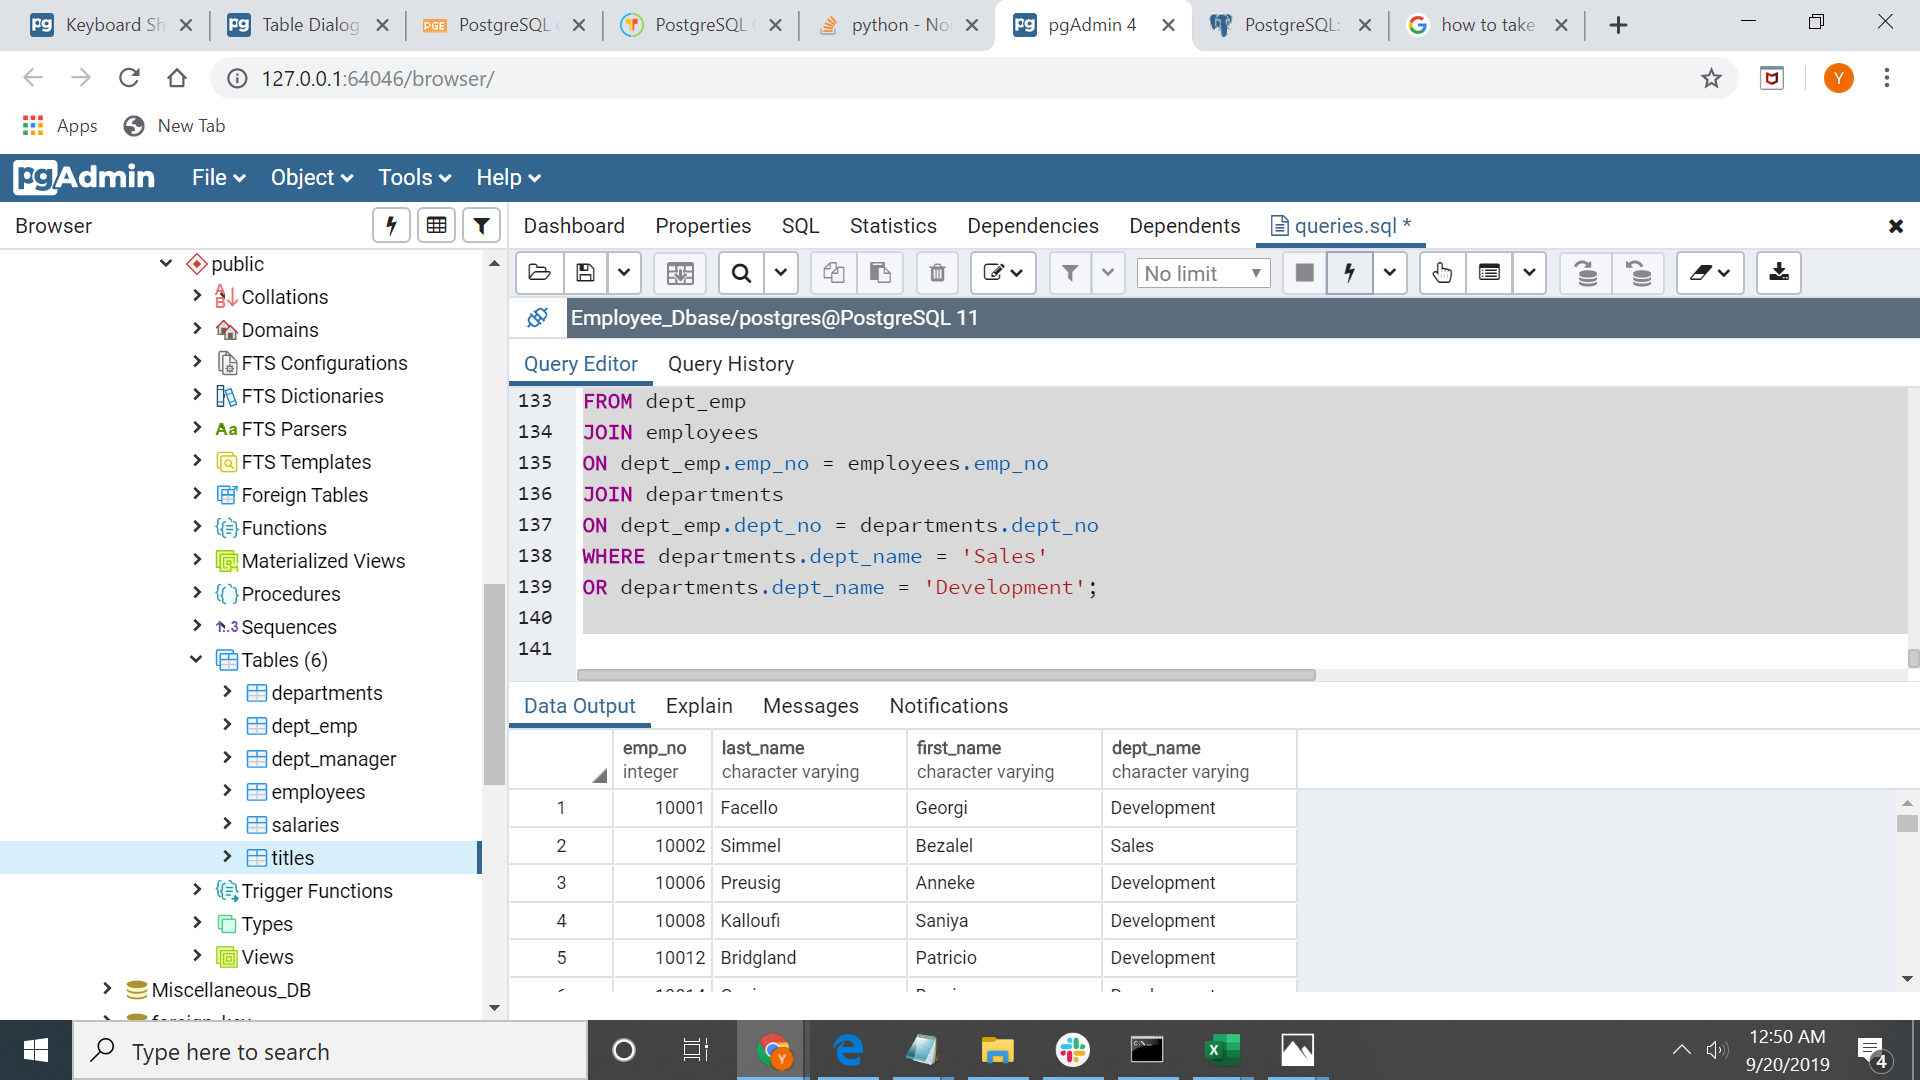 Keyboard Sh
Table Dialog
PostgreSQL
PostgreSQL
python - No
pgAdmin 4
PostgreSQL:
how to take
127.0.0.1:64046/browser/
Y
Apps
New Tab
pgAdmin
File
Object
Tools
Help
Browser
Dashboard
Properties
SQL
Statistics
Dependencies
Dependents
queries.sql *
No limit
Employee_Dbase/postgres@PostgreSQL 11
Query Editor
Query History
public
Collations
Domains
FTS Configurations
FTS Dictionaries
Aa FTS Parsers
FTS Templates
Foreign Tables
Functions
Materialized Views
Procedures
1..3 Sequences
Tables (6)
departments
dept_emp
dept_manager
employees
salaries
titles
Trigger Functions
Types
Views
Miscellaneous_DB
133 FROM dept_emp
134 JOIN employees
135 ON dept_emp.emp_no = employees.emp_no
136 JOIN departments
137 ON dept_emp.dept_no = departments.dept_no
138 WHERE departments.dept_name = 'Sales'
139 OR departments.dept_name = 'Development';
140
141
Data Output
Explain
Messages
Notifications
emp_no last_name first_name dept_name
integer character varying character varying character varying
1 10001 Facello Georgi Development
2 10002 Simmel Bezalel Sales
3 10006 Preusig Anneke Development
4 10008 Kalloufi Saniya Development
5 10012 Bridgland Patricio Development
Type here to search
12:50 AM
9/20/2019
4